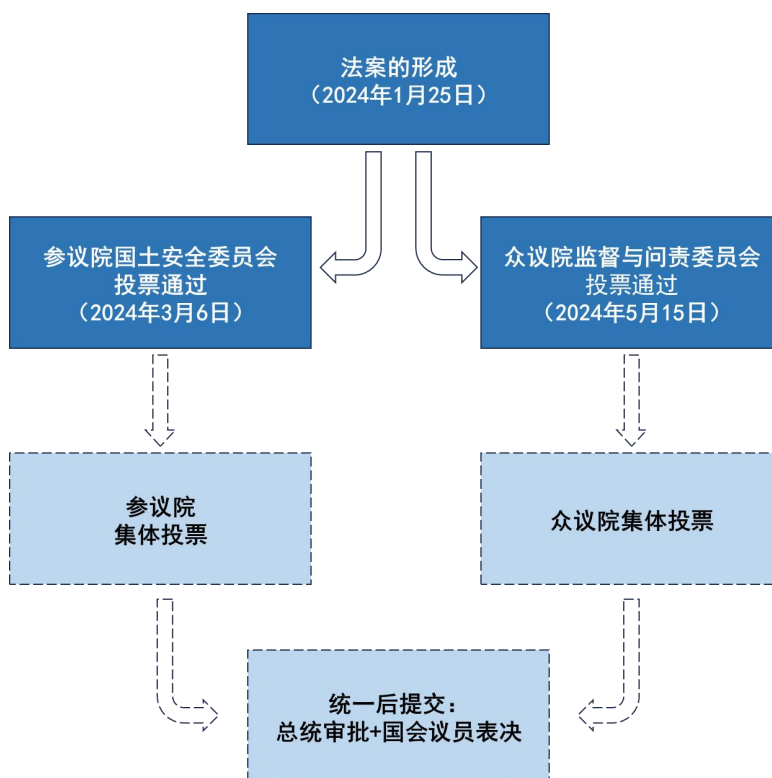 法案的形成
（2024年1月25日）
参议院国土安全委员会
投票通过
（2024年3月6日）
众议院监督与问责委员会
投票通过
（2024年5月15日）
参议院
集体投票
众议院集体投票
统一后提交：
总统审批+国会议员表决